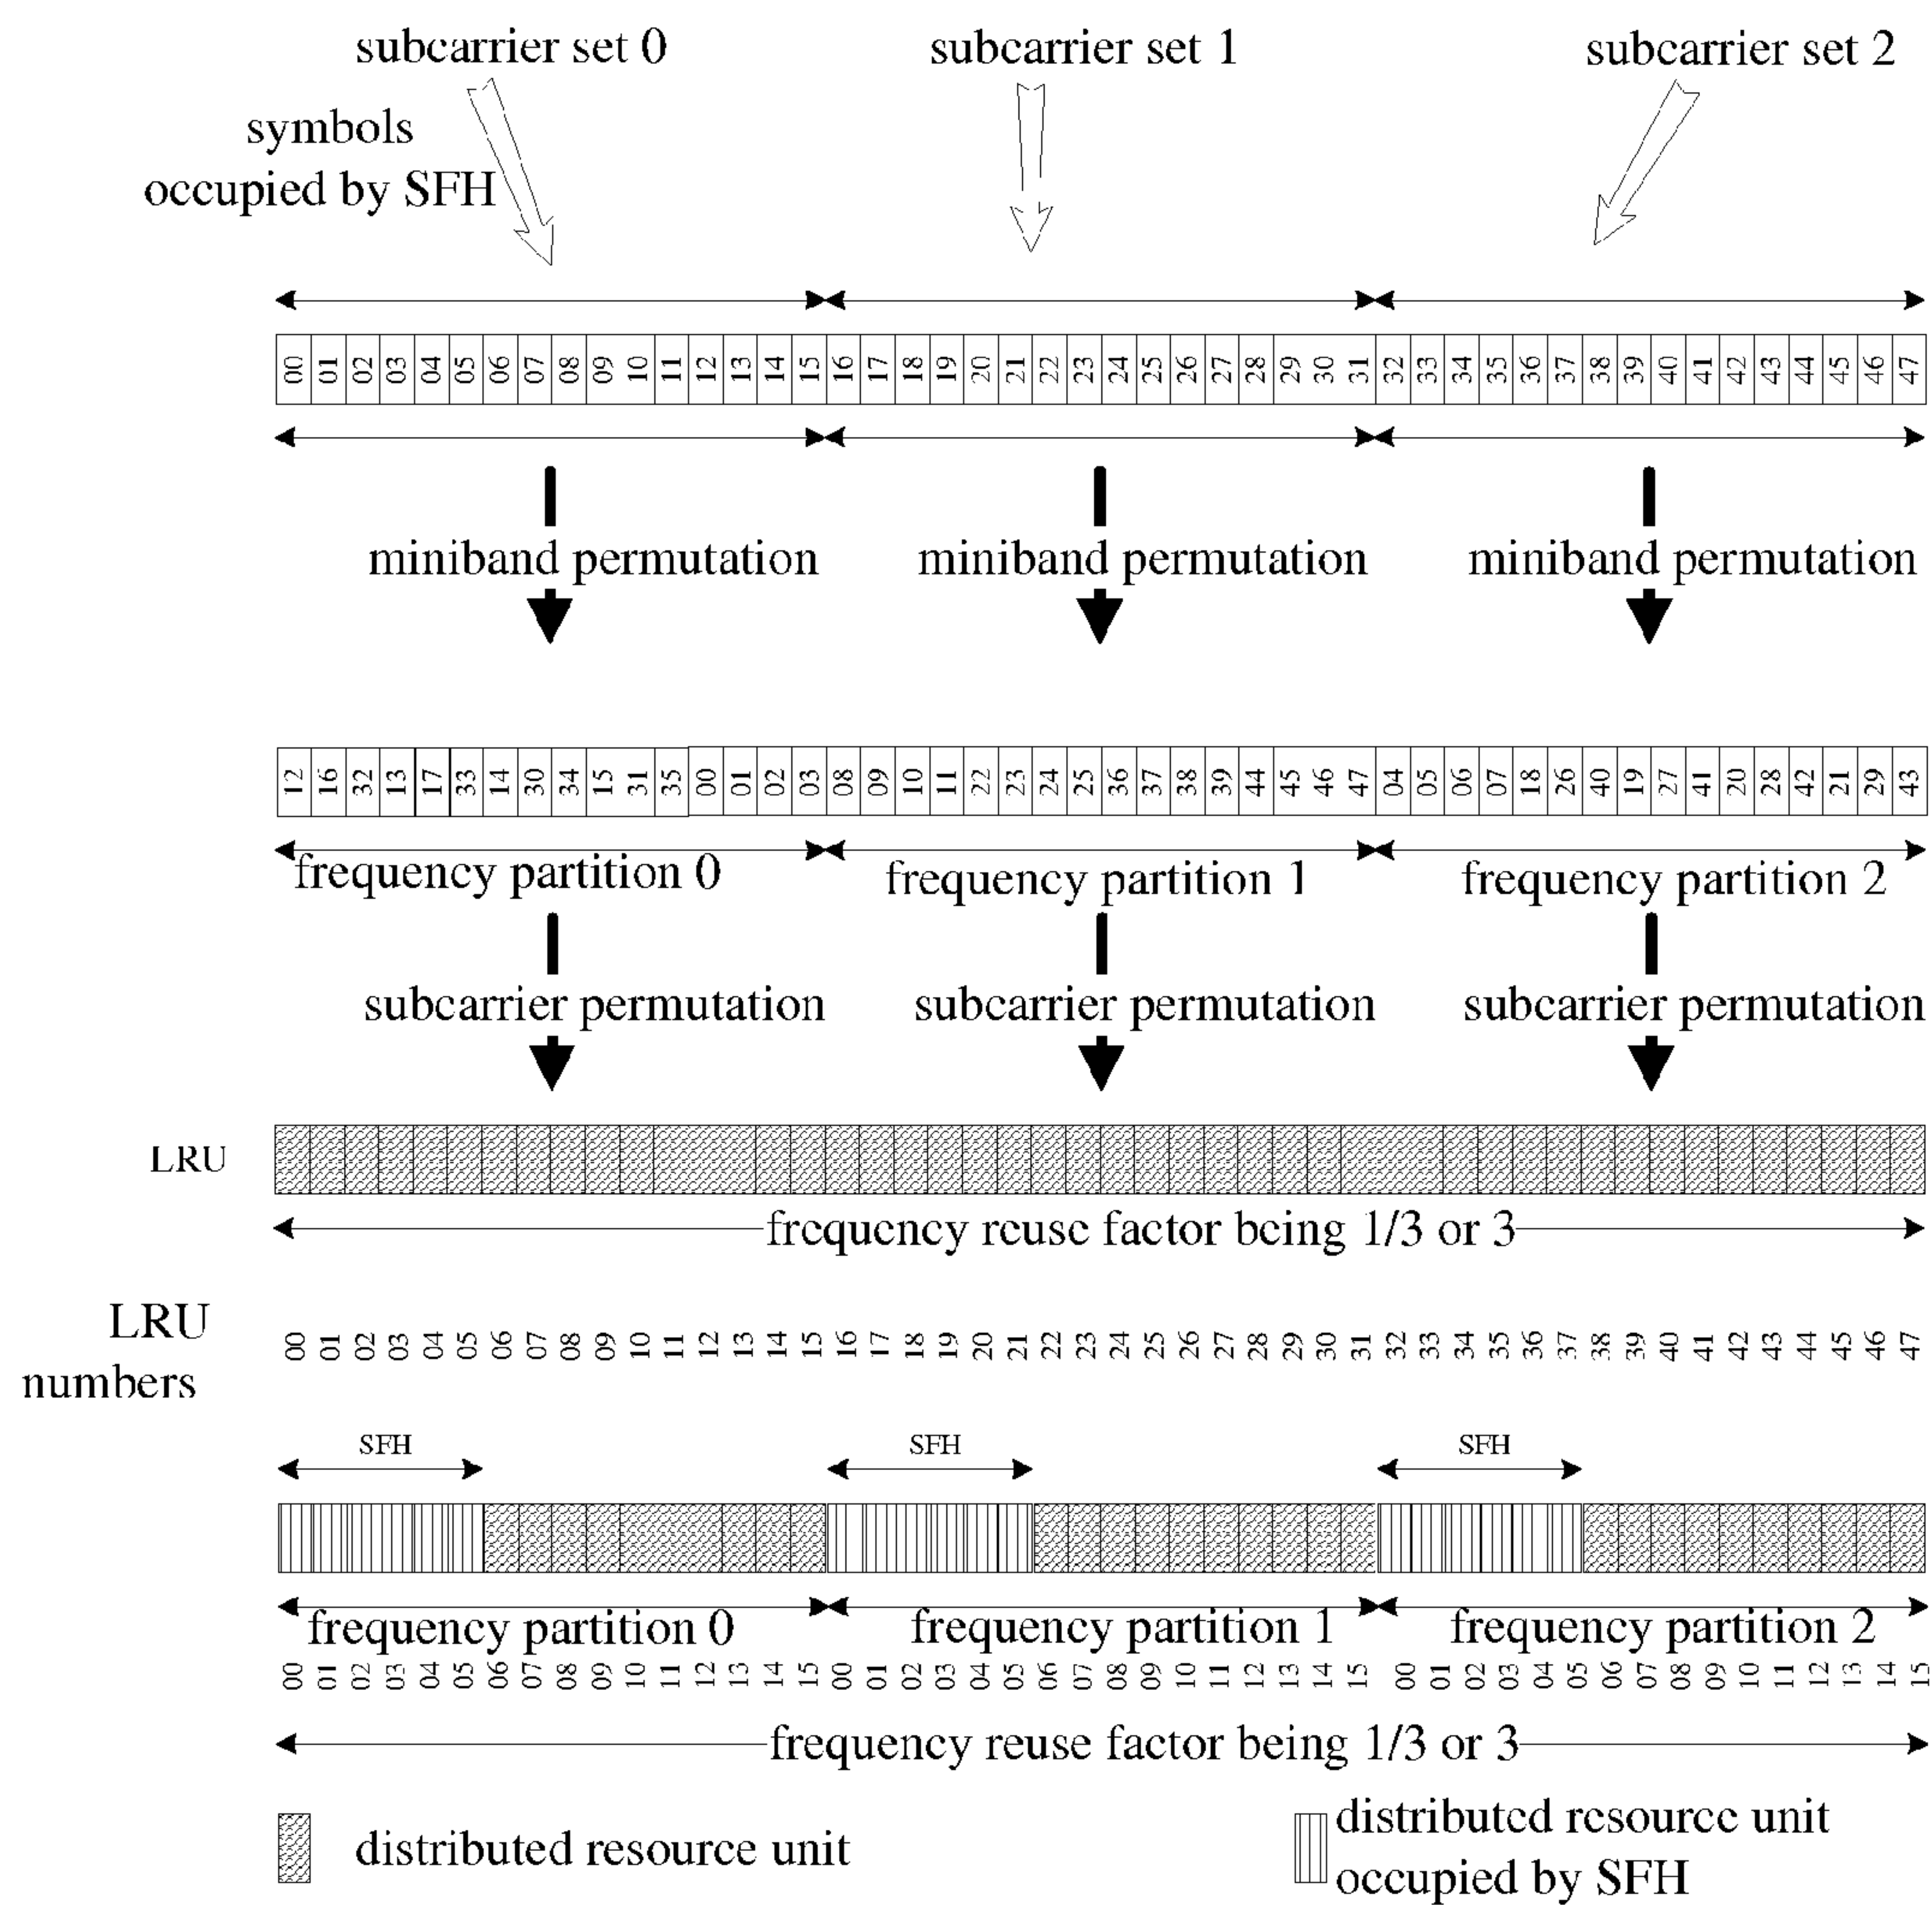 subcarrier set 0 subcarrier set 1 subcarrier set 2
symbols
occupied by SFH
00 01 02 03 04 05 06 07 08 09 10 11 12 13 14 15 16 17 18 19 20 21 22 23 24 25 26 27 28 29 30 31 32 33 34 35 36 37 38 39 40 41 42 43 44 45 46 47
miniband permutation miniband permutation miniband permutation
12 16 32 13 17 33 14 30 34 15 31 35 00 01 02 03 08 09 10 11 22 23 24 25 36 37 38 39 44 45 46 47 04 05 06 07 18 26 40 19 27 41 20 28 42 21 29 43
frequency partition 0 frequency partition 1 frequency partition 2
subcarrier permutation subcarrier permutation subcarrier permutation
LRU
frequency reuse factor being 1/3 or 3
LRU
numbers
00 01 02 03 04 05 06 07 08 09 10 11 12 13 14 15 16 17 18 19 20 21 22 23 24 25 26 27 28 29 30 31 32 33 34 35 36 37 38 39 40 41 42 43 44 45 46 47
SFH SFH SFH
frequency partition 0 frequency partition 1 frequency partition 2
00 01 02 03 04 05 06 07 08 09 10 11 12 13 14 15 00 01 02 03 04 05 06 07 08 09 10 11 12 13 14 15 00 01 02 03 04 05 06 07 08 09 10 11 12 13 14 15
frequency reuse factor being 1/3 or 3
distributed resource unit
distributed resource unit
occupied by SFH